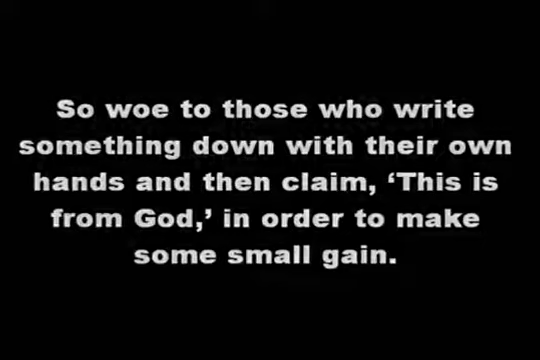 So woe to those who write
something down with their own
hands and then claim, ‘This is
from God,’ in order to make
some small gain.